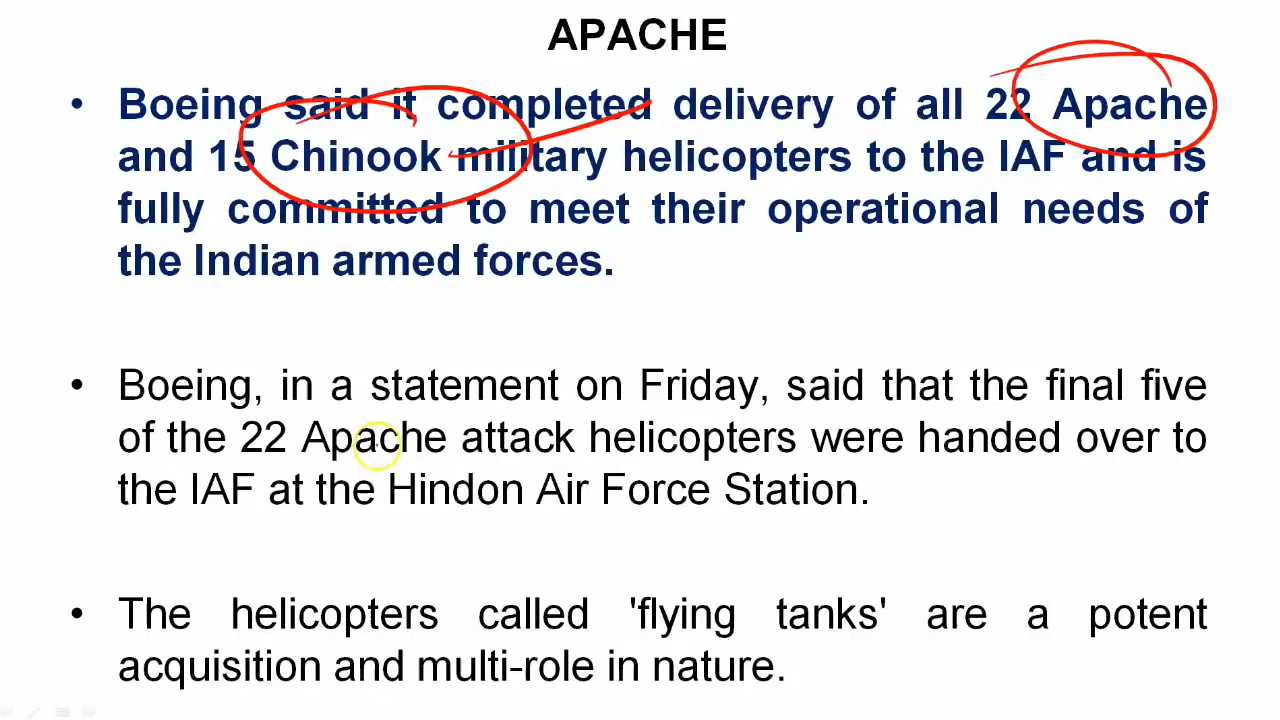 APACHE
• Boeing said it completed delivery of all 22 Apache
and 15 Chinook military helicopters to the IAF and is
fully committed to meet their operational needs of
the Indian armed forces.
• Boeing, in a statement on Friday, said that the final five
of the 22 Apache attack helicopters were handed over to
the IAF at the Hindon Air Force Station.
• The helicopters called 'flying tanks' are a potent
acquisition and multi-role in nature.